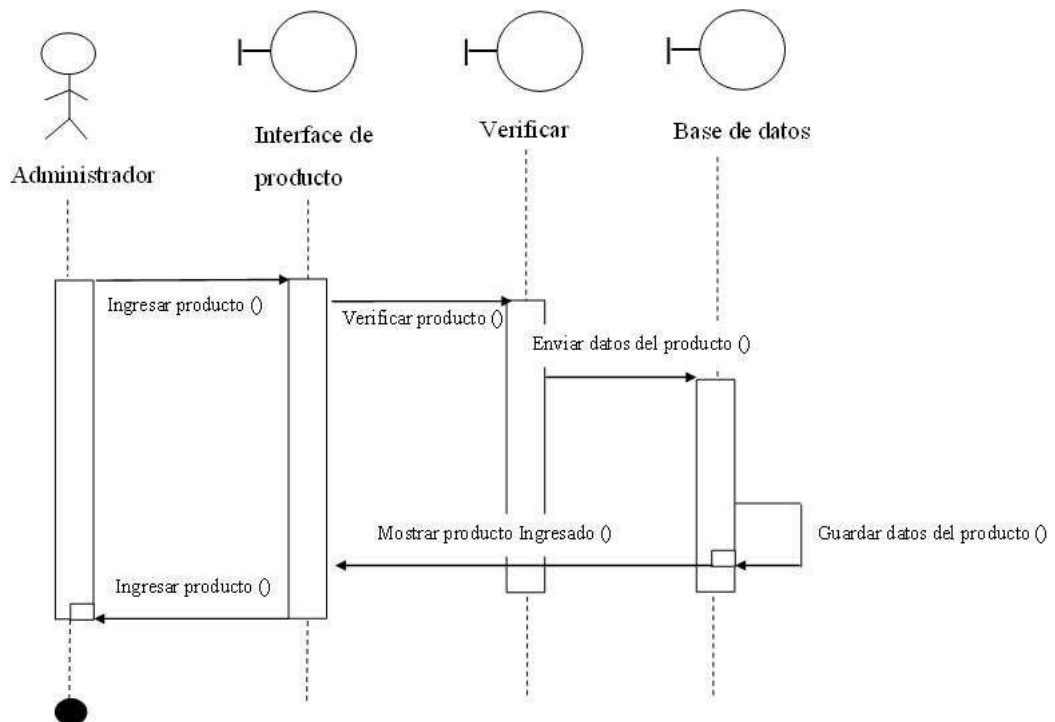 Administrador
Interface de
producto
Verificar
Base de datos
Ingresar producto ()
Verificar producto ()
Enviar datos del producto ()
Mostrar producto Ingresado ()
Guardar datos del producto ()
Ingresar producto ()